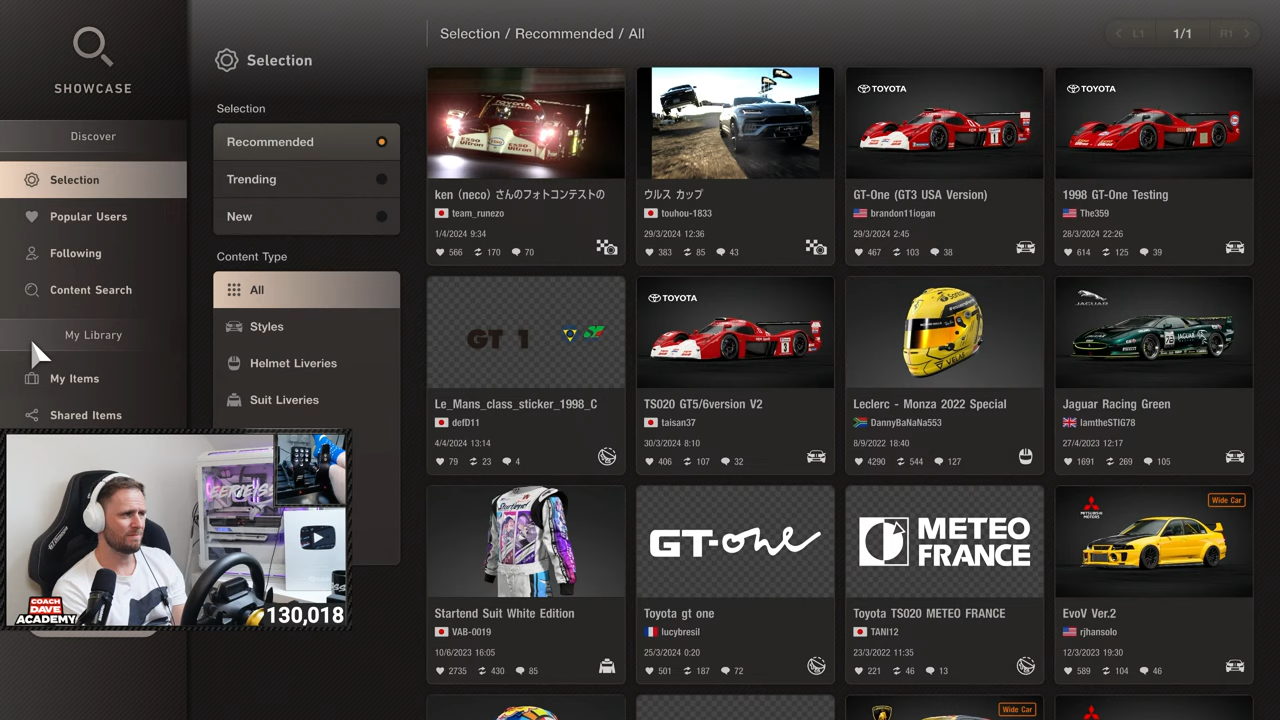 SHOWCASE
Discover
Selection
Popular Users
Following
Content Search
My Library
My Items
Shared Items
Selection
Selection
Recommended
Trending
New
Content Type
All
Styles
Helmet Liveries
Suit Liveries
Selection / Recommended / All
L1
1/1
R1
ken (neco) さんのフォトコンテストの
team_runezo
1/4/2024 9:34
566 170 70
ウルス カップ
touhou-1833
29/3/2024 12:36
383 85 43
TOYOTA
GT-One (GT3 USA Version)
brandon11iogan
29/3/2024 2:45
467 103 38
TOYOTA
1998 GT-One Testing
The359
28/3/2024 22:26
614 125 39
GT 1
Le_Mans_class_sticker_1998_C
defD11
4/4/2024 13:14
79 23 4
TOYOTA
TS020 GT5/6version V2
taisan37
30/3/2024 8:10
406 107 32
Leclerc - Monza 2022 Special
DannyBaNaNa553
8/9/2022 18:40
4290 544 127
JAGUAR
Jaguar Racing Green
IamtheSTIG78
27/4/2023 12:17
1691 269 105
Startend Suit White Edition
VAB-0019
10/6/2023 16:05
2735 430 85
GT-one
Toyota gt one
lucybresil
25/3/2024 0:20
501 187 72
METEO
FRANCE
Toyota TS020 METEO FRANCE
TANI12
23/3/2022 11:35
221 46 13
MITSUBISHI
MOTORS
Wide Car
EvoV Ver.2
rjhansolo
12/3/2023 19:30
589 104 46
Wide Car
COACH
DAVE
ACADEMY
130,018